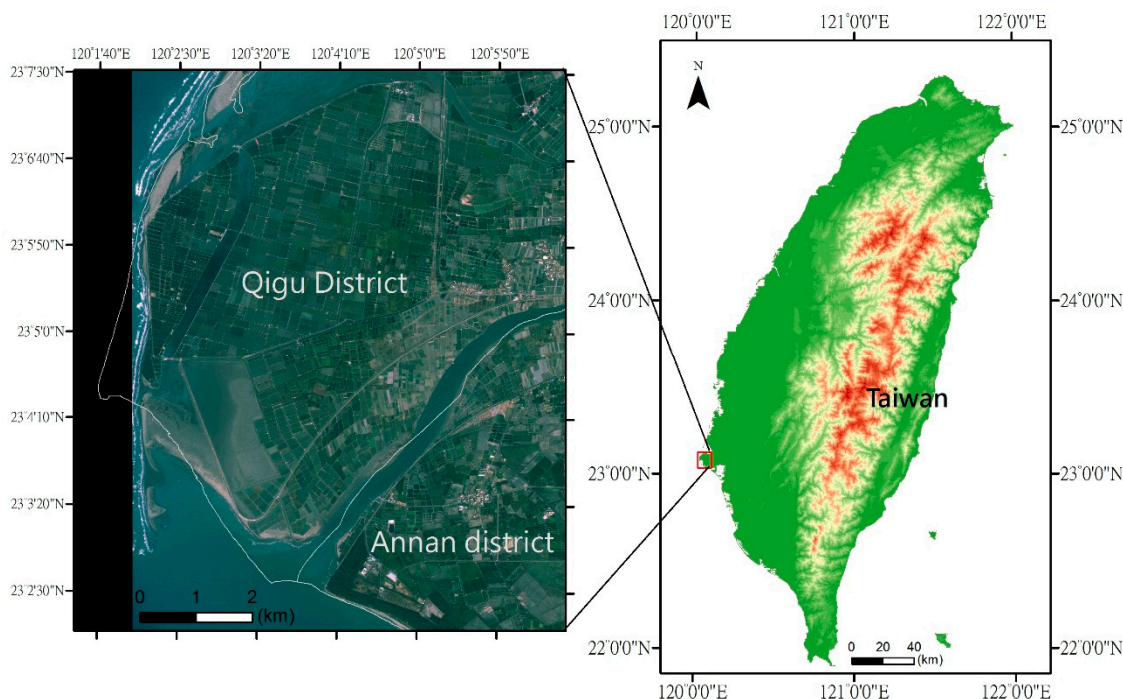 120°1'40"E 120°2'30"E 120°3'20"E 120°4'10"E 120°5'0"E 120°5'50"E
23°7'30"N
23°6'40"N
23°5'50"N
23°5'0"N
23°4'10"N
23°3'20"N
23°2'30"N
Qigu District
Annan district
0 1 2
(km)
120°0'0"E 121°0'0"E 122°0'0"E
N
25°0'0"N
24°0'0"N
23°0'0"N
22°0'0"N
25°0'0"N
24°0'0"N
23°0'0"N
22°0'0"N
Taiwan
0 20 40
(km)
120°0'0"E 121°0'0"E 122°0'0"E